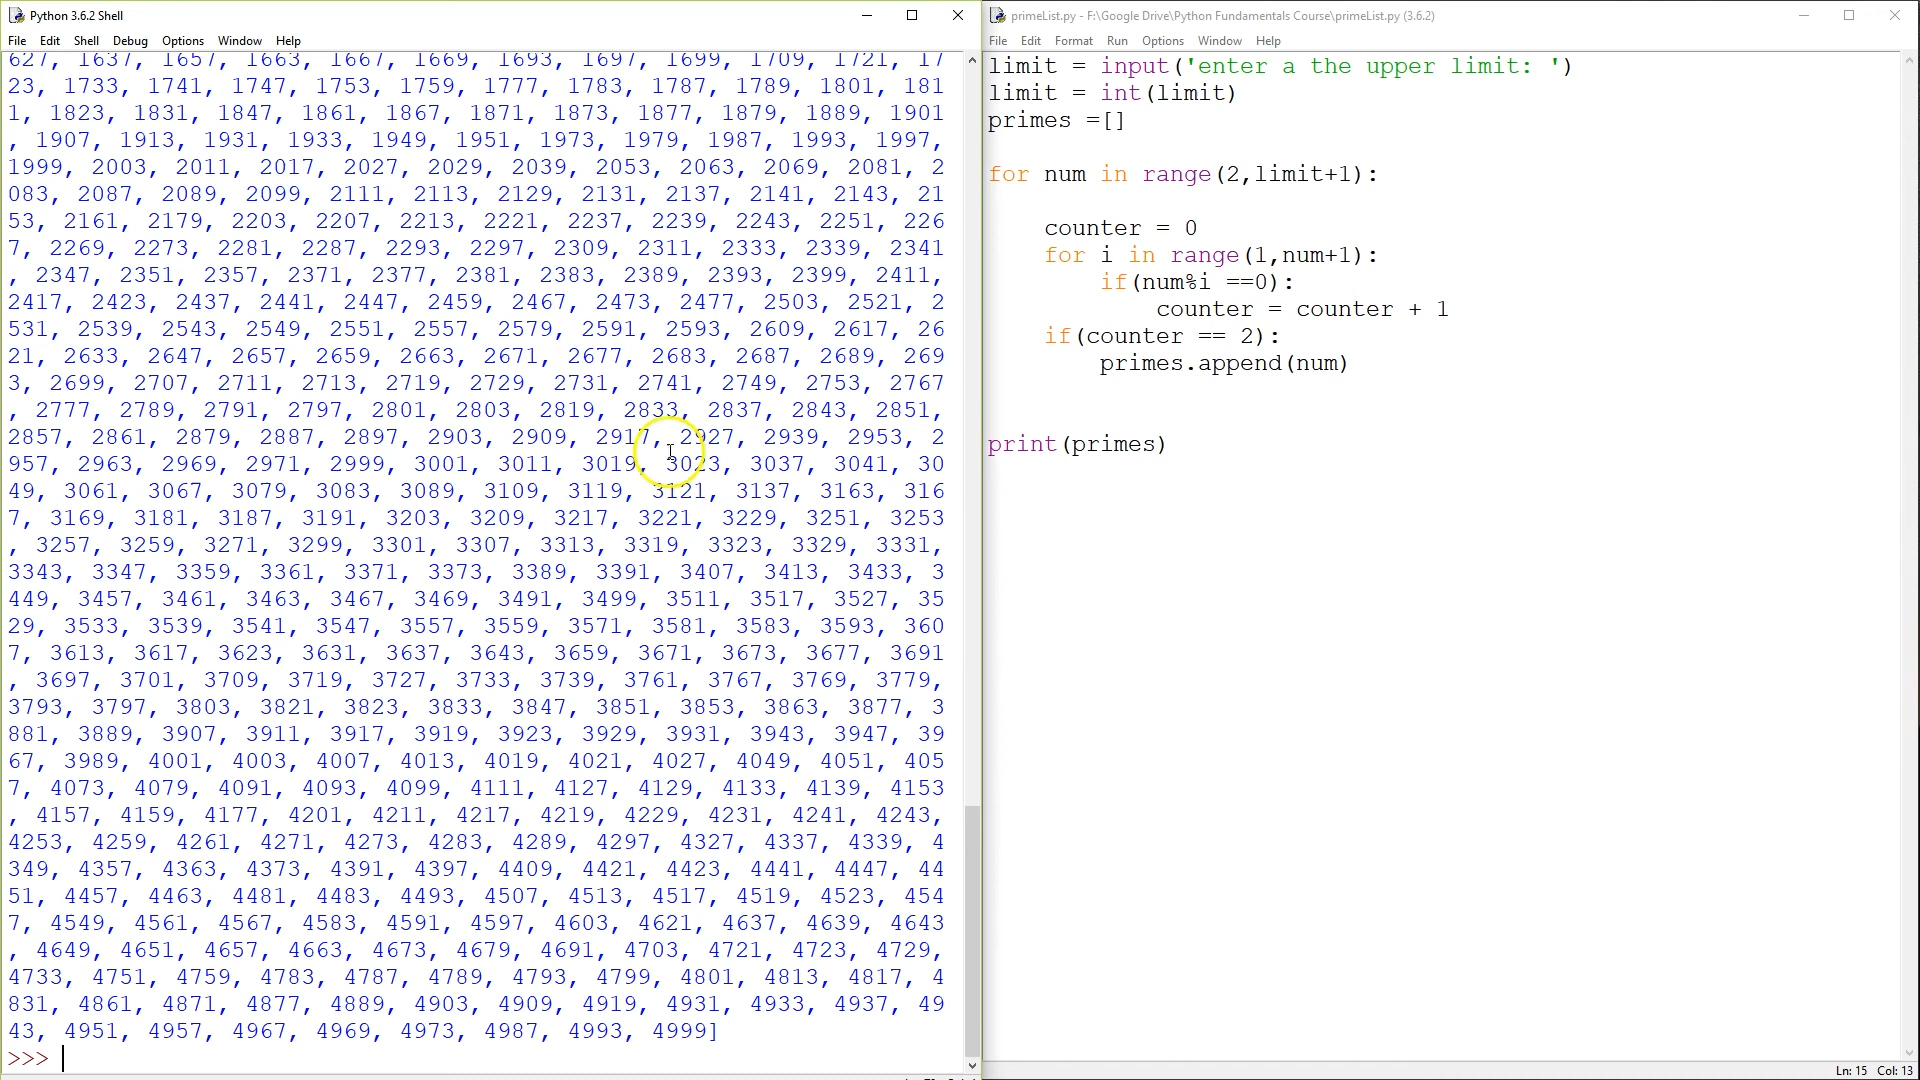 Python 3.6.2 Shell
File Edit Shell Debug Options Window Help
627, 1637, 1657, 1663, 1667, 1669, 1693, 1697, 1699, 1709, 1721, 17
23, 1733, 1741, 1747, 1753, 1759, 1777, 1783, 1787, 1789, 1801, 181
1, 1823, 1831, 1847, 1861, 1867, 1871, 1873, 1877, 1879, 1889, 1901
, 1907, 1913, 1931, 1933, 1949, 1951, 1973, 1979, 1987, 1993, 1997,
1999, 2003, 2011, 2017, 2027, 2029, 2039, 2053, 2063, 2069, 2081, 2
083, 2087, 2089, 2099, 2111, 2113, 2129, 2131, 2137, 2141, 2143, 21
53, 2161, 2179, 2203, 2207, 2213, 2221, 2237, 2239, 2243, 2251, 226
7, 2269, 2273, 2281, 2287, 2293, 2297, 2309, 2311, 2333, 2339, 2341
, 2347, 2351, 2357, 2371, 2377, 2381, 2383, 2389, 2393, 2399, 2411,
2417, 2423, 2437, 2441, 2447, 2459, 2467, 2473, 2477, 2503, 2521, 2
531, 2539, 2543, 2549, 2551, 2557, 2579, 2591, 2593, 2609, 2617, 26
21, 2633, 2647, 2657, 2659, 2663, 2671, 2677, 2683, 2687, 2689, 269
3, 2699, 2707, 2711, 2713, 2719, 2729, 2731, 2741, 2749, 2753, 2767
, 2777, 2789, 2791, 2797, 2801, 2803, 2819, 2833, 2837, 2843, 2851,
2857, 2861, 2879, 2887, 2897, 2903, 2909, 2917, 2927, 2939, 2953, 2
957, 2963, 2969, 2971, 2999, 3001, 3011, 3019, 3023, 3037, 3041, 30
49, 3061, 3067, 3079, 3083, 3089, 3109, 3119, 3121, 3137, 3163, 316
7, 3169, 3181, 3187, 3191, 3203, 3209, 3217, 3221, 3229, 3251, 3253
, 3257, 3259, 3271, 3299, 3301, 3307, 3313, 3319, 3323, 3329, 3331,
3343, 3347, 3359, 3361, 3371, 3373, 3389, 3391, 3407, 3413, 3433, 3
449, 3457, 3461, 3463, 3467, 3469, 3491, 3499, 3511, 3517, 3527, 35
29, 3533, 3539, 3541, 3547, 3557, 3559, 3571, 3581, 3583, 3593, 360
7, 3613, 3617, 3623, 3631, 3637, 3643, 3659, 3671, 3673, 3677, 3691
, 3697, 3701, 3709, 3719, 3727, 3733, 3739, 3761, 3767, 3769, 3779,
3793, 3797, 3803, 3821, 3823, 3833, 3847, 3851, 3853, 3863, 3877, 3
881, 3889, 3907, 3911, 3917, 3919, 3923, 3929, 3931, 3943, 3947, 39
67, 3989, 4001, 4003, 4007, 4013, 4019, 4021, 4027, 4049, 4051, 405
7, 4073, 4079, 4091, 4093, 4099, 4111, 4127, 4129, 4133, 4139, 4153
, 4157, 4159, 4177, 4201, 4211, 4217, 4219, 4229, 4231, 4241, 4243,
4253, 4259, 4261, 4271, 4273, 4283, 4289, 4297, 4327, 4337, 4339, 4
349, 4357, 4363, 4373, 4391, 4397, 4409, 4421, 4423, 4441, 4447, 44
51, 4457, 4463, 4481, 4483, 4493, 4507, 4513, 4517, 4519, 4523, 454
7, 4549, 4561, 4567, 4583, 4591, 4597, 4603, 4621, 4637, 4639, 4643
, 4649, 4651, 4657, 4663, 4673, 4679, 4691, 4703, 4721, 4723, 4729,
4733, 4751, 4759, 4783, 4787, 4789, 4793, 4799, 4801, 4813, 4817, 4
831, 4861, 4871, 4877, 4889, 4903, 4909, 4919, 4931, 4933, 4937, 49
43, 4951, 4957, 4967, 4969, 4973, 4987, 4993, 4999]
>>>
primeList.py - F:\Google Drive\Python Fundamentals Course\primeList.py (3.6.2)
File Edit Format Run Options Window Help
limit = input('enter a the upper limit: ')
limit = int(limit)
primes =[]
for num in range(2,limit+1):
    counter = 0
    for i in range(1,num+1):
        if(num%i ==0):
            counter = counter + 1
    if(counter == 2):
        primes.append(num)
print(primes)
Ln: 15 Col: 13